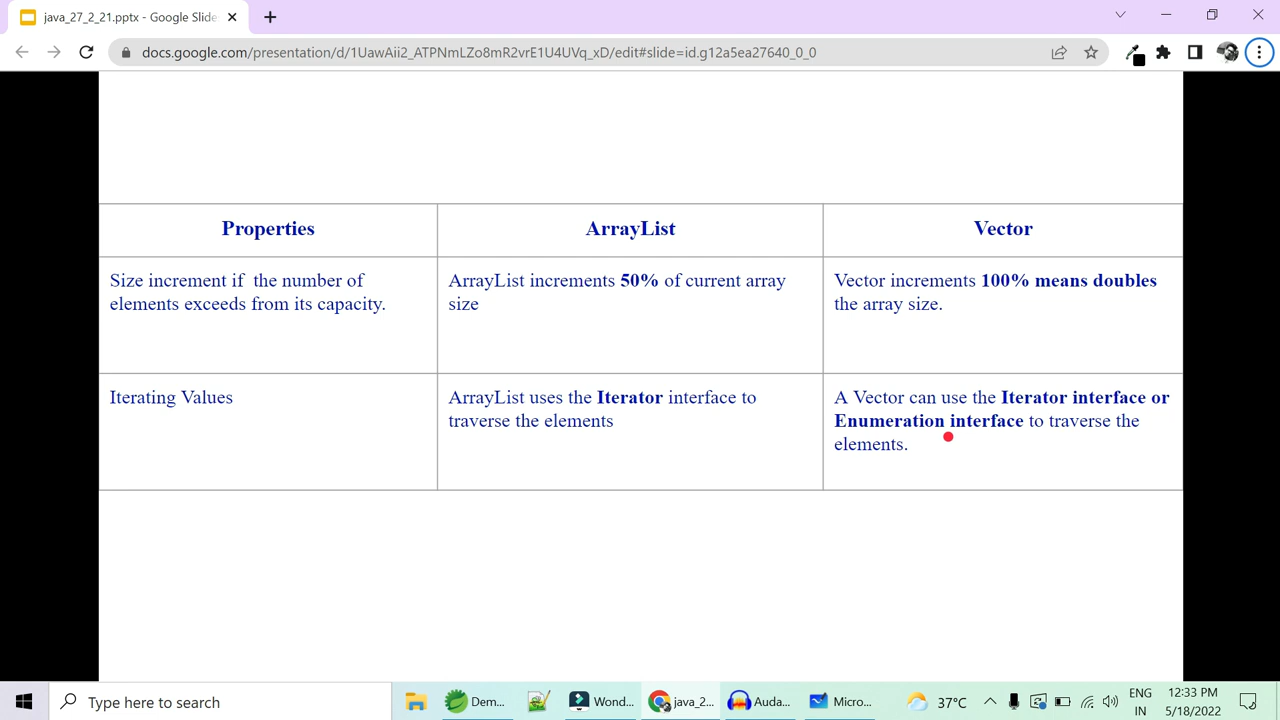 java_27_2_21.pptx - Google Slide
docs.google.com/presentation/d/1UawAii2_ATPNmLZo8mR2vrE1U4UVq_xD/edit#slide=id.g12a5ea27640_0_0
Properties
ArrayList
Vector
Size increment if the number of
elements exceeds from its capacity.
ArrayList increments 50% of current array
size
Vector increments 100% means doubles
the array size.
Iterating Values
ArrayList uses the Iterator interface to
traverse the elements
A Vector can use the Iterator interface or
Enumeration interface to traverse the
elements.
Type here to search
Dem...
Wond...
java_2...
Auda...
Micro...
37°C
ENG
IN
12:33 PM
5/18/2022